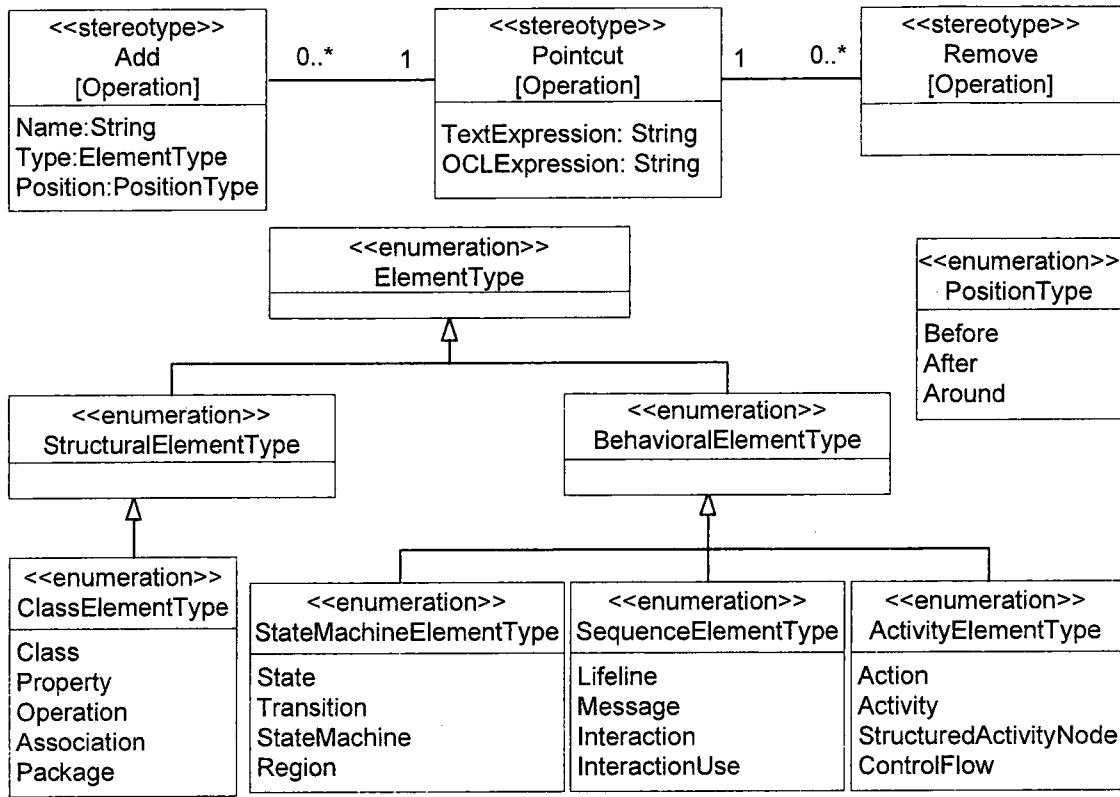 <<stereotype>>
Add
[Operation]
Name:String
Type:ElementType
Position:PositionType
0..*
1
<<stereotype>>
Pointcut
[Operation]
TextExpression: String
OCLExpression: String
1
0..*
<<stereotype>>
Remove
[Operation]
<<enumeration>>
ElementType
<<enumeration>>
PositionType
Before
After
Around
<<enumeration>>
StructuralElementType
<<enumeration>>
BehavioralElementType
<<enumeration>>
ClassElementType
Class
Property
Operation
Association
Package
<<enumeration>>
StateMachineElementType
State
Transition
StateMachine
Region
<<enumeration>>
SequenceElementType
Lifeline
Message
Interaction
InteractionUse
<<enumeration>>
ActivityElementType
Action
Activity
StructuredActivityNode
ControlFlow